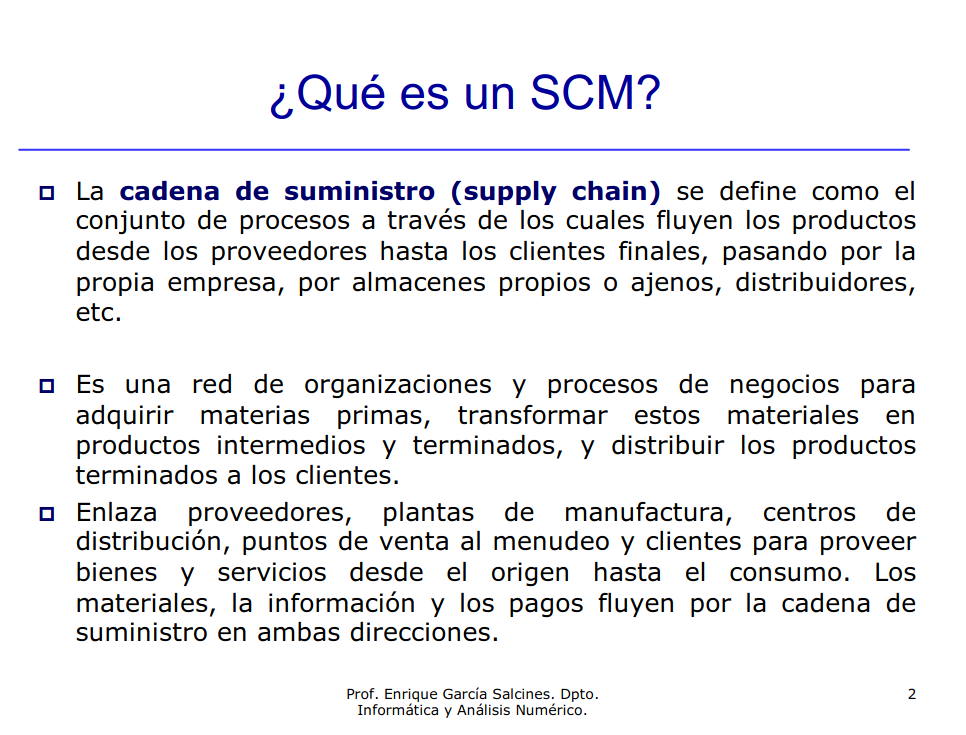 ¿Qué es un SCM?
La cadena de suministro (supply chain) se define como el
conjunto de procesos a través de los cuales fluyen los productos
desde los proveedores hasta los clientes finales, pasando por la
propia empresa, por almacenes propios o ajenos, distribuidores,
etc.
Es una red de organizaciones y procesos de negocios para
adquirir materias primas, transformar estos materiales en
productos intermedios y terminados, y distribuir los productos
terminados a los clientes.
Enlaza proveedores, plantas de manufactura, centros de
distribución, puntos de venta al menudeo y clientes para proveer
bienes y servicios desde el origen hasta el consumo. Los
materiales, la información y los pagos fluyen por la cadena de
suministro en ambas direcciones.
Prof. Enrique García Salcines. Dpto.
Informática y Análisis Numérico.
2